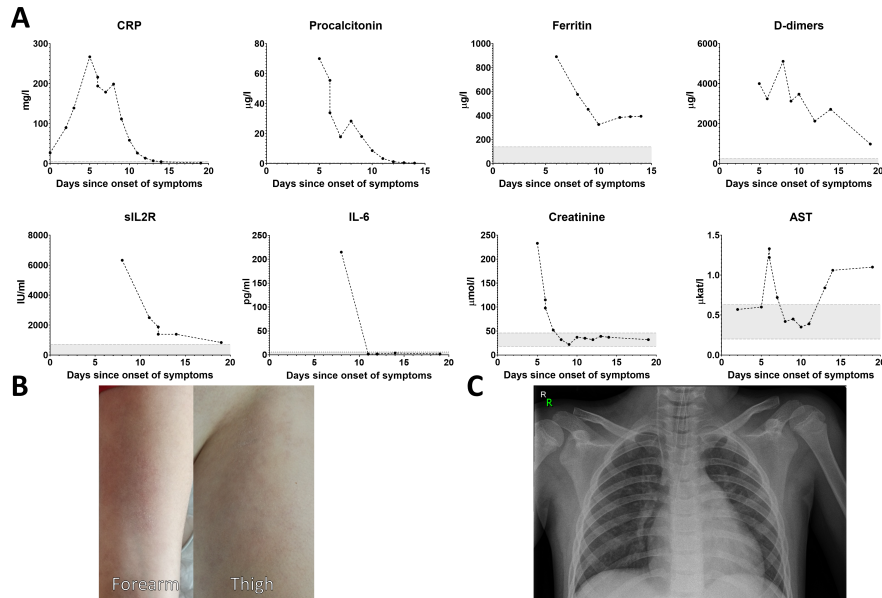 A
CRP
Procalcitonin
Ferritin
D-dimers
300
200
100
0
mg/l
0 5 10 15 20
Days since onset of symptoms
80
60
40
20
0
µg/l
0 5 10 15
Days since onset of symptoms
1000
800
600
400
200
0
µg/l
0 5 10 15
Days since onset of symptoms
6000
4000
2000
0
µg/l
0 5 10 15 20
Days since onset of symptoms
sIL2R
IL-6
Creatinine
AST
8000
6000
4000
2000
0
IU/ml
0 5 10 15 20
Days since onset of symptoms
250
200
150
100
50
0
pg/ml
0 5 10 15 20
Days since onset of symptoms
250
200
150
100
50
0
µmol/l
0 5 10 15 20
Days since onset of symptoms
1.5
1.0
0.5
0.0
µkat/l
0 5 10 15 20
Days since onset of symptoms
B
Forearm
Thigh
C
R
R